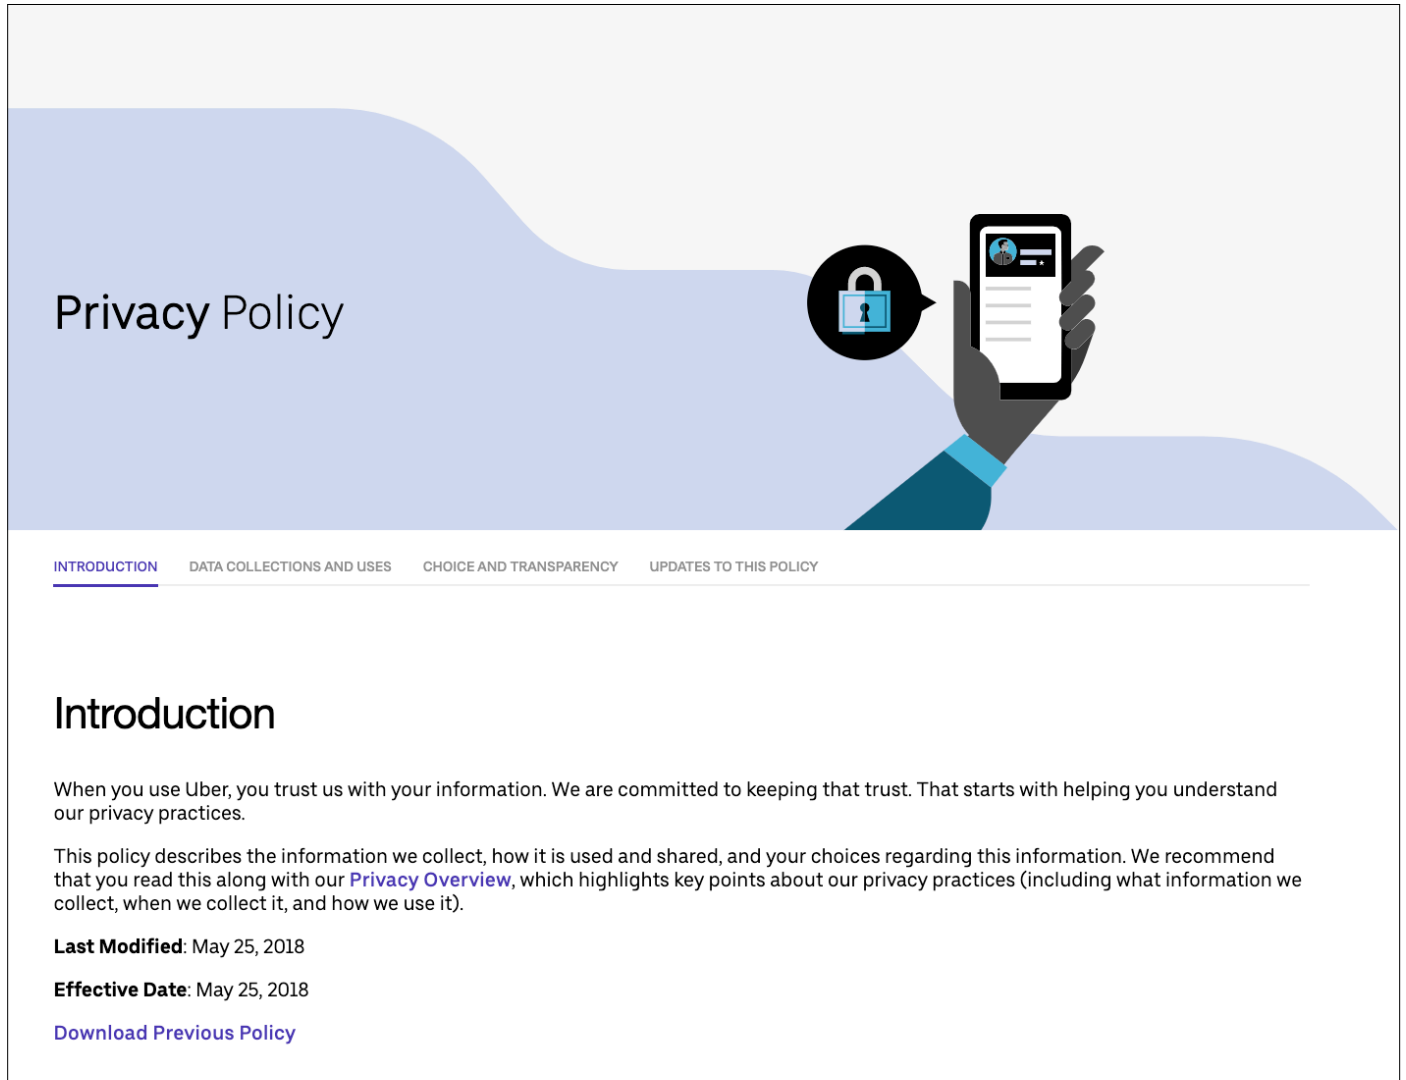 Privacy Policy
INTRODUCTION DATA COLLECTIONS AND USES CHOICE AND TRANSPARENCY UPDATES TO THIS POLICY
Introduction
When you use Uber, you trust us with your information. We are committed to keeping that trust. That starts with helping you understand
our privacy practices.
This policy describes the information we collect, how it is used and shared, and your choices regarding this information. We recommend
that you read this along with our Privacy Overview, which highlights key points about our privacy practices (including what information we
collect, when we collect it, and how we use it).
Last Modified: May 25, 2018
Effective Date: May 25, 2018
Download Previous Policy